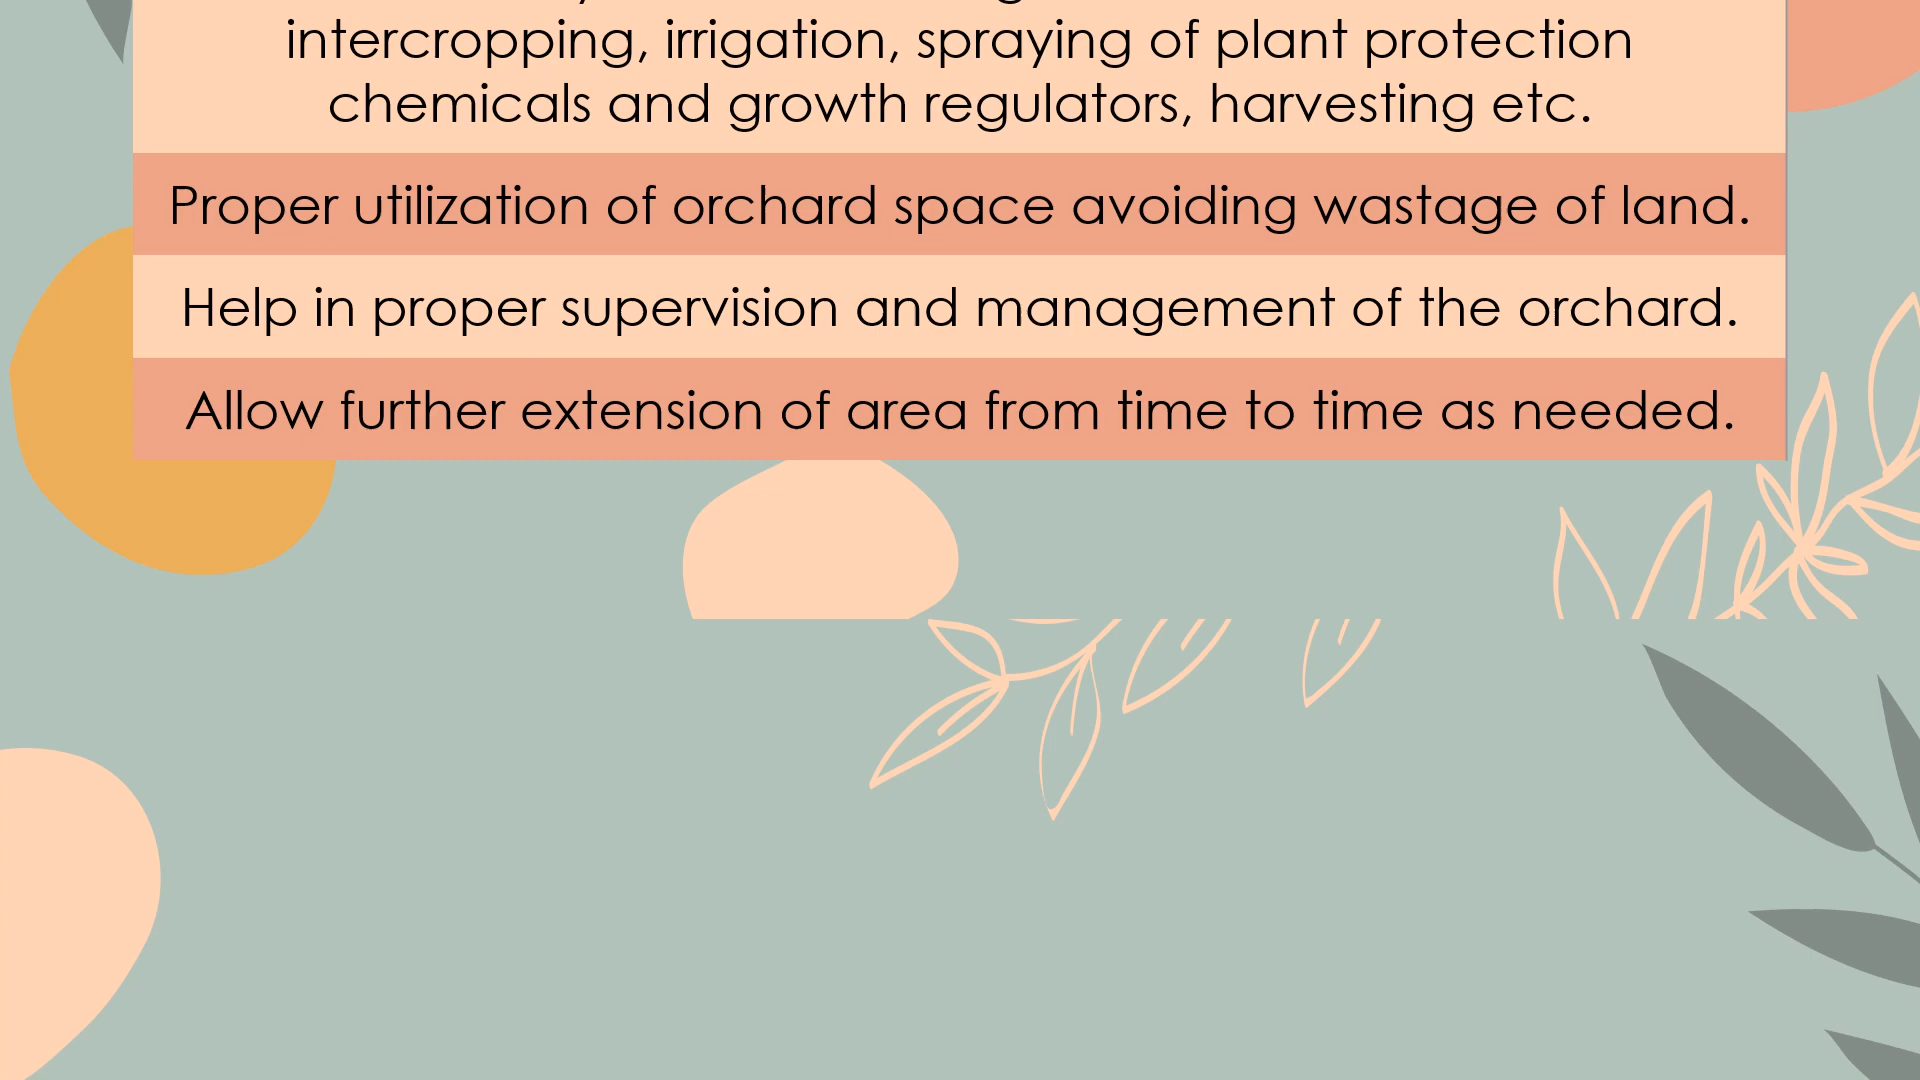 intercropping, irrigation, spraying of plant protection
chemicals and growth regulators, harvesting etc.
Proper utilization of orchard space avoiding wastage of land.
Help in proper supervision and management of the orchard.
Allow further extension of area from time to time as needed.